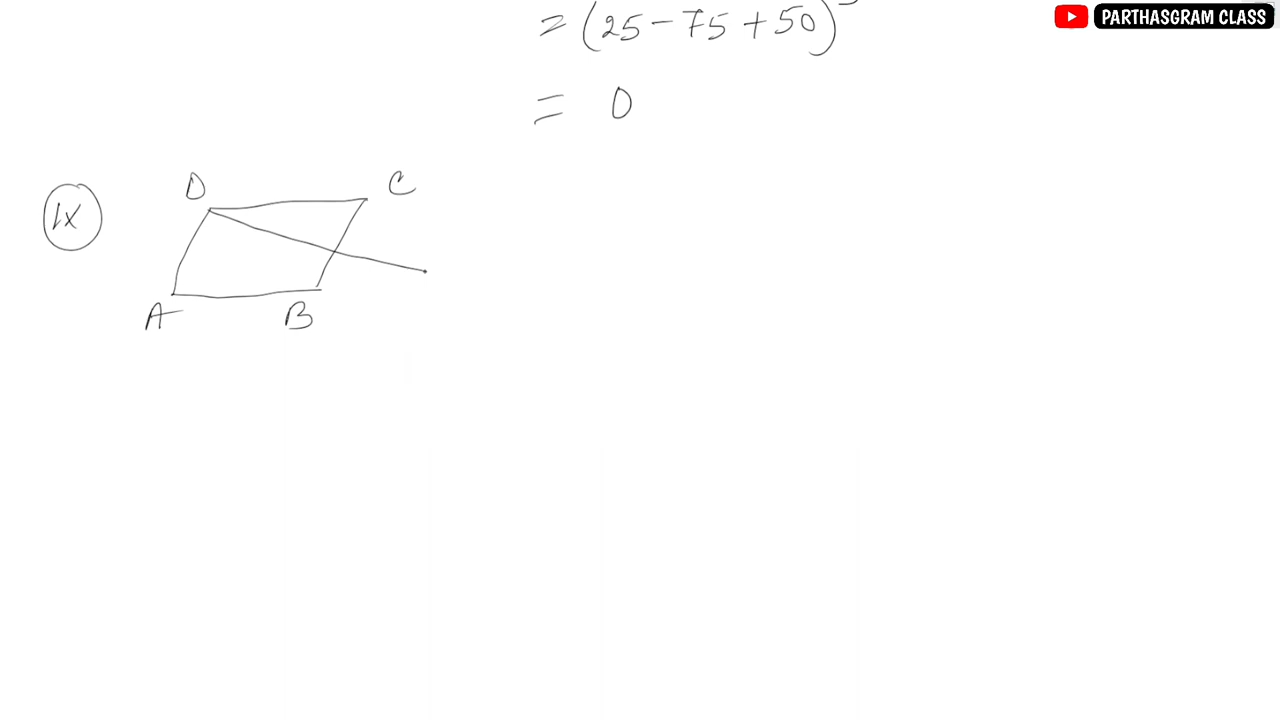 PARTHASGRAM CLASS
= (25 - 75 + 50)
= 0
ix
D C
A B